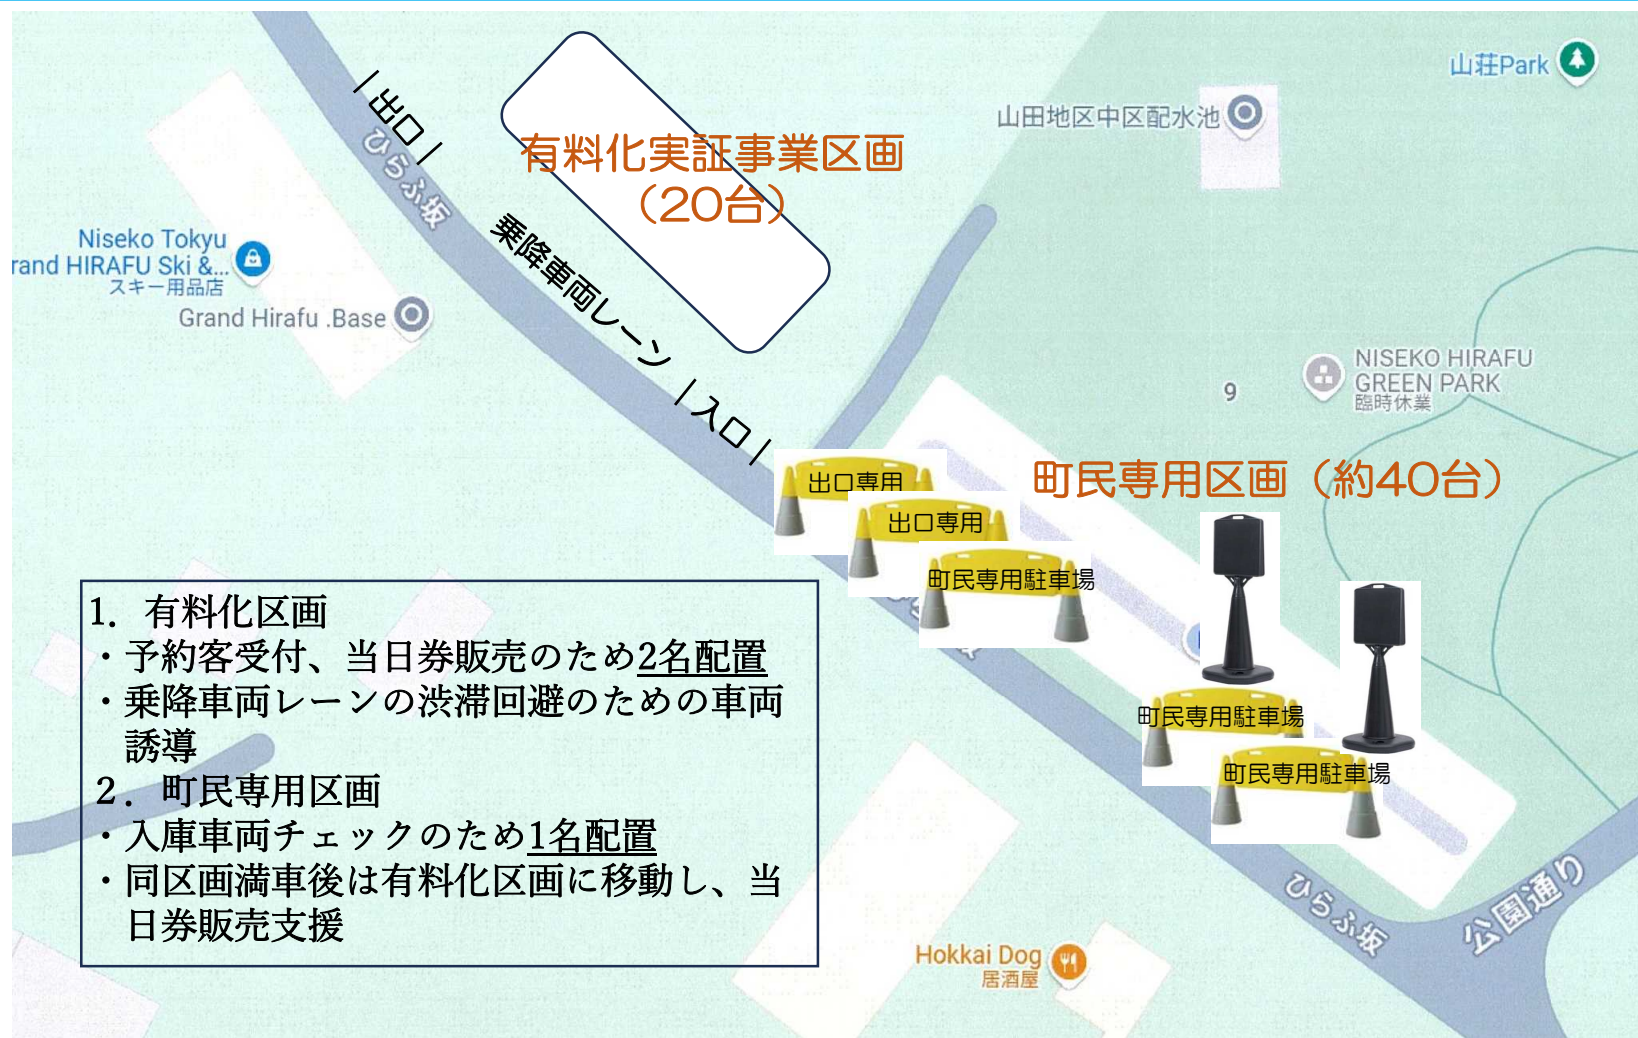 山荘Park
山田地区中区配水池
|出口|
ひらふ坂
有料化実証事業区画
（20台）
乗降車両レーン
|入口|
Niseko Tokyu
rand HIRAFU Ski &...
スキー用品店
Grand Hirafu .Base
NISEKO HIRAFU
GREEN PARK
臨時休業
9
町民専用区画（約40台）
出口専用
出口専用
町民専用駐車場
町民専用駐車場
町民専用駐車場
1．有料化区画
・予約客受付、当日券販売のため2名配置
・乗降車両レーンの渋滞回避のための車両
誘導
２．町民専用区画
・入庫車両チェックのため1名配置
・同区画満車後は有料化区画に移動し、当
日券販売支援
ひらふ坂
公園通り
Hokkai Dog
居酒屋